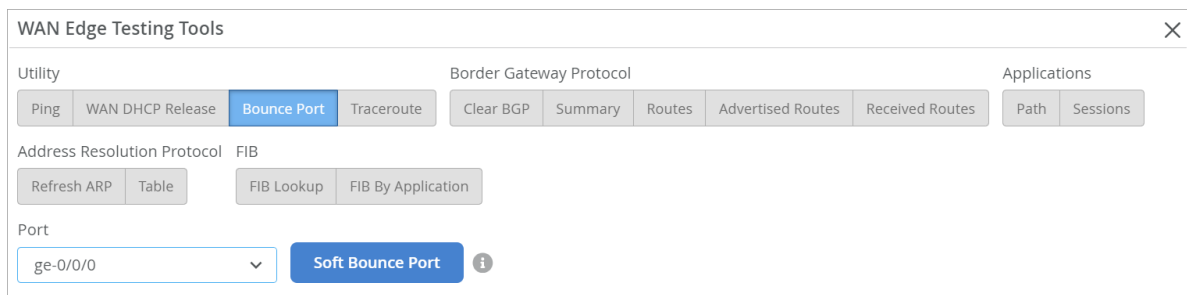 WAN Edge Testing Tools
Utility Border Gateway Protocol Applications
Ping WAN DHCP Release Bounce Port Traceroute Clear BGP Summary Routes Advertised Routes Received Routes Path Sessions
Address Resolution Protocol FIB
Refresh ARP Table FIB Lookup FIB By Application
Port
ge-0/0/0 Soft Bounce Port